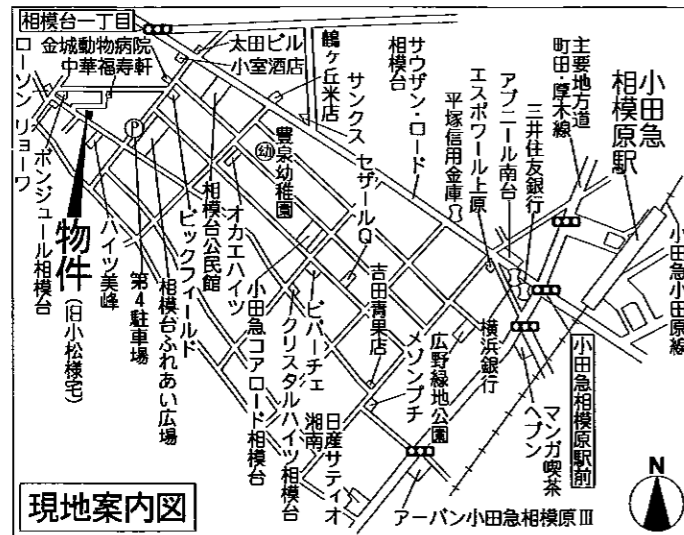 相模台一丁目
金城動物病院
中華福寿軒
ローソン
リョーワ
ボンジュール相模台
物件
(旧小松様宅)
ハイツ美峰
P
第4駐車場
相模台ふれあい広場
ビックフィールド
相模台公民館
太田ビル
小室酒店
鶴ヶ丘米店
サンクス
サウザン・ロード
相模台
幼
豊泉幼稚園
オカエハイツ
小田急コアロード相模台
クリスタルハイツ相模台
ビバーチェ
湘南日産サティオ
セザールQ
吉田青果店
メゾンプチ
広野緑地公園
平塚信用金庫
エスポワール上原
アブニール南台
三井住友銀行
主要地方道
町田・厚木線
小田急
相模原駅
小田急小田原線
横浜銀行
小田急相模原駅前
マンガ喫茶
ヘブン
アーバン小田急相模原Ⅲ
現地案内図
N